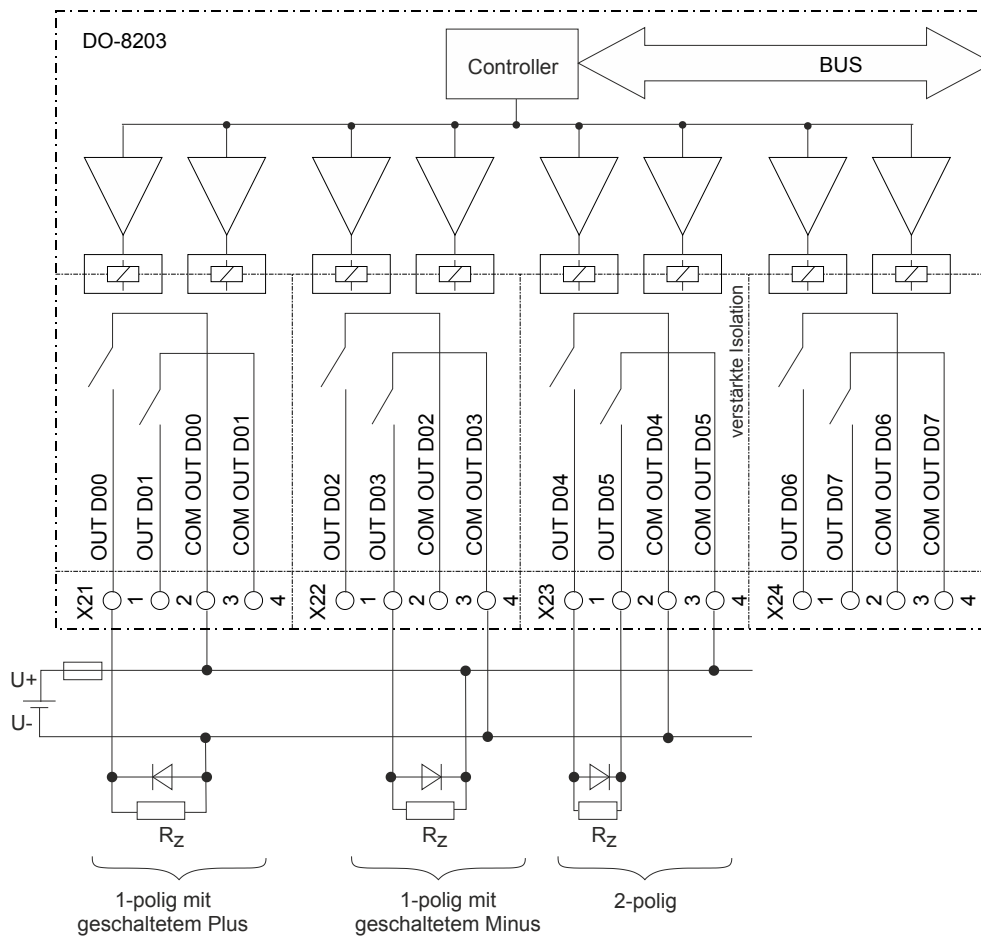 DO-8203
Controller
BUS
verstärkte Isolation
OUT D00
OUT D01
COM OUT D00
COM OUT D01
OUT D02
OUT D03
COM OUT D02
COM OUT D03
OUT D04
OUT D05
COM OUT D04
COM OUT D05
OUT D06
OUT D07
COM OUT D06
COM OUT D07
X21 1 2 3 4
X22 1 2 3 4
X23 1 2 3 4
X24 1 2 3 4
U+
U-
RZ
RZ
RZ
1-polig mit
geschaltetem Plus
1-polig mit
geschaltetem Minus
2-polig